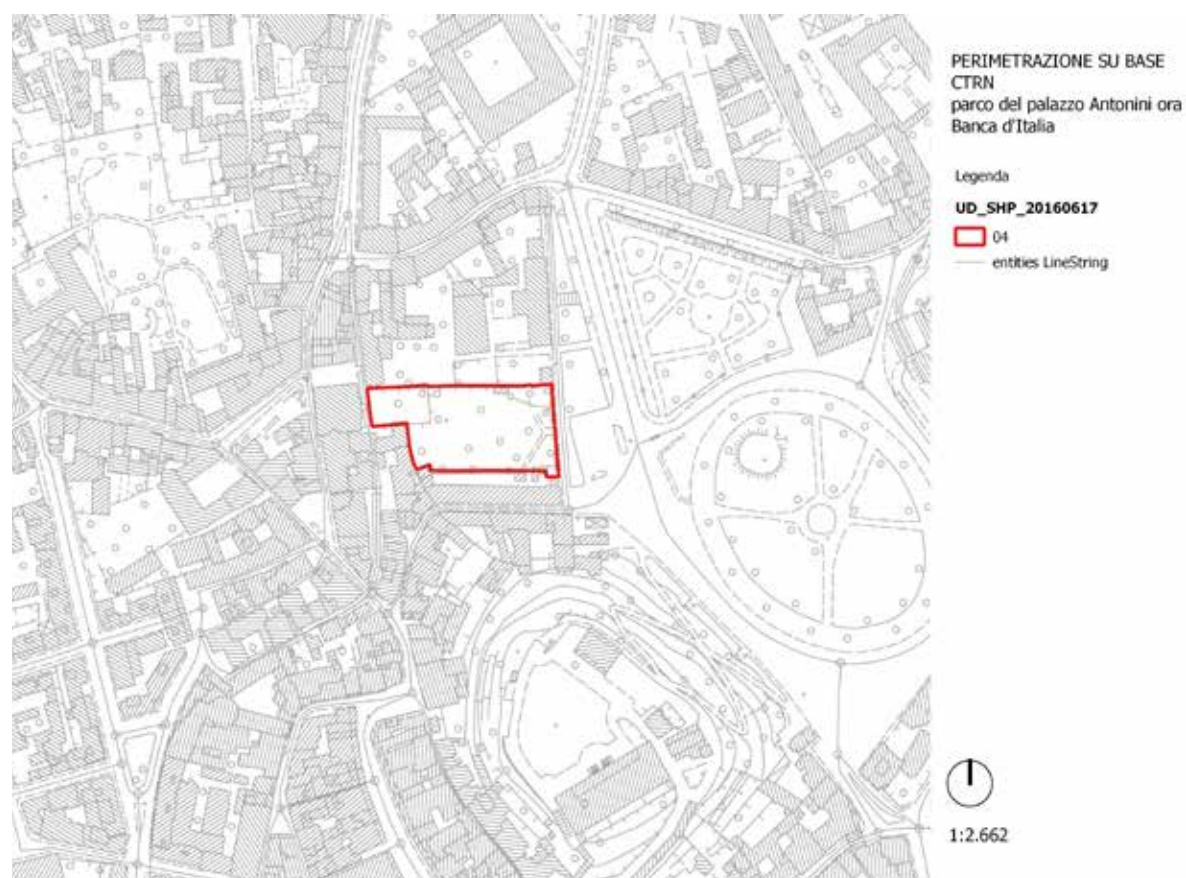 PERIMETRAZIONE SU BASE
CTRN
parco del palazzo Antonini ora
Banca d'Italia
Legenda
UD_SHP_20160617
04
entities LineString
1:2.662